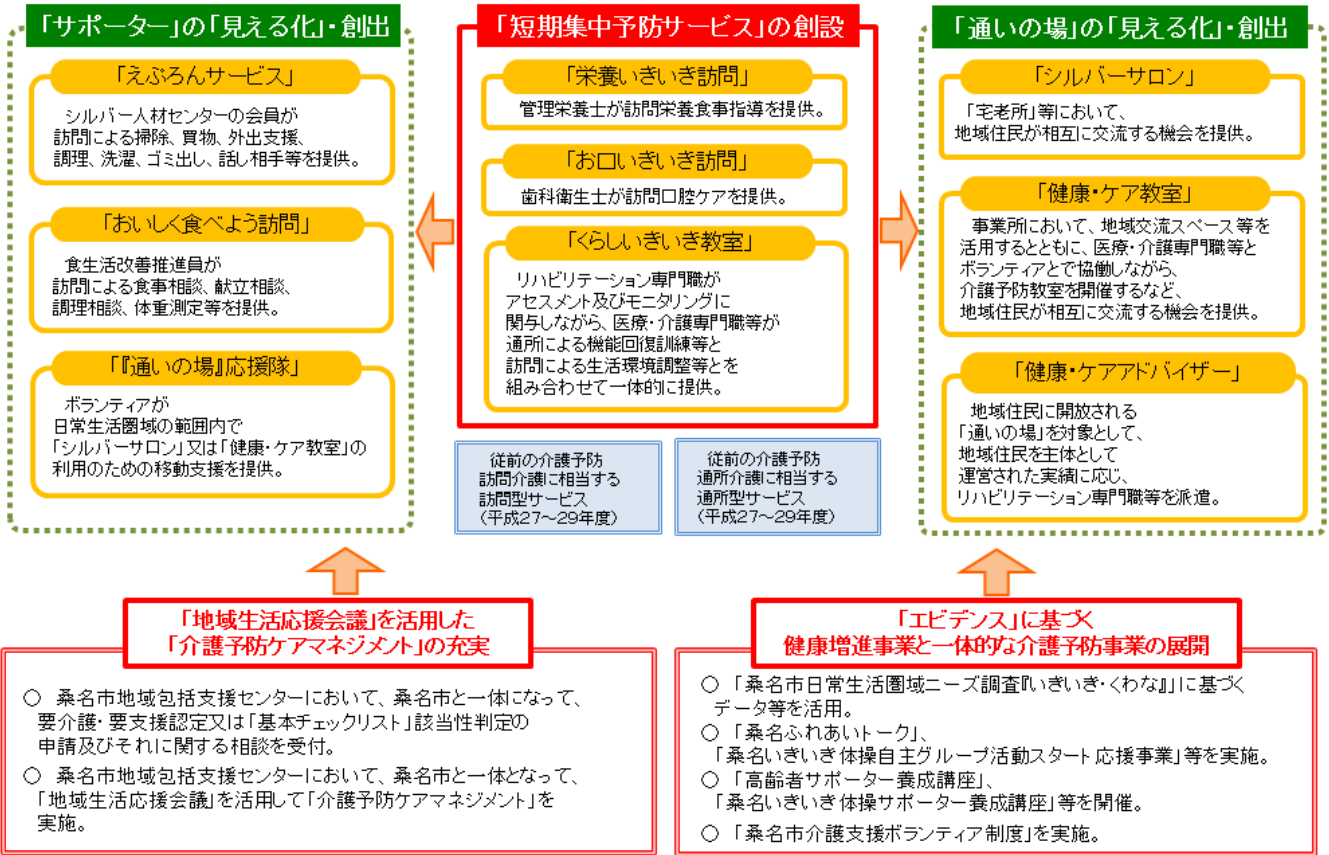 「サポーター」の「見える化」・創出
「えぷろんサービス」
シルバー人材センターの会員が
訪問による掃除、買物、外出支援、
調理、洗濯、ゴミ出し、話し相手等を提供。
「おいしく食べよう訪問」
食生活改善推進員が
訪問による食事相談、献立相談、
調理相談、体重測定等を提供。
「『通いの場』応援隊」
ボランティアが
日常生活圏域の範囲内で
「シルバーサロン」又は「健康・ケア教室」の
利用のための移動支援を提供。
「短期集中予防サービス」の創設
「栄養いきいき訪問」
管理栄養士が訪問栄養食事指導を提供。
「お口いきいき訪問」
歯科衛生士が訪問口腔ケアを提供。
「くらしいきいき教室」
リハビリテーション専門職が
アセスメント及びモニタリングに
関与しながら、医療・介護専門職等が
通所による機能回復訓練等と
訪問による生活環境調整等とを
組み合わせて一体的に提供。
従前の介護予防
訪問介護に相当する
訪問型サービス
（平成27～29年度）
従前の介護予防
通所介護に相当する
通所型サービス
（平成27～29年度）
「通いの場」の「見える化」・創出
「シルバーサロン」
「宅老所」等において、
地域住民が相互に交流する機会を提供。
「健康・ケア教室」
事業所において、地域交流スペース等を
活用するとともに、医療・介護専門職等と
ボランティアとで協働しながら、
介護予防教室を開催するなど、
地域住民が相互に交流する機会を提供。
「健康・ケアアドバイザー」
地域住民に開放される
「通いの場」を対象として、
地域住民を主体として
運営された実績に応じ、
リハビリテーション専門職等を派遣。
「地域生活応援会議」を活用した
「介護予防ケアマネジメント」の充実
○ 桑名市地域包括支援センターにおいて、桑名市と一体になって、
要介護・要支援認定又は「基本チェックリスト」該当性判定の
申請及びそれに関する相談を受付。
○ 桑名市地域包括支援センターにおいて、桑名市と一体となって、
「地域生活応援会議」を活用して「介護予防ケアマネジメント」を
実施。
「エビデンス」に基づく
健康増進事業と一体的な介護予防事業の展開
○ 「桑名市日常生活圏域ニーズ調査『いきいき・くわな』」に基づく
データ等を活用。
○ 「桑名ふれあいトーク」、
「桑名いきいき体操自主グループ活動スタート応援事業」等を実施。
○ 「高齢者サポーター養成講座」、
「桑名いきいき体操サポーター養成講座」等を開催。
○ 「桑名市介護支援ボランティア制度」を実施。